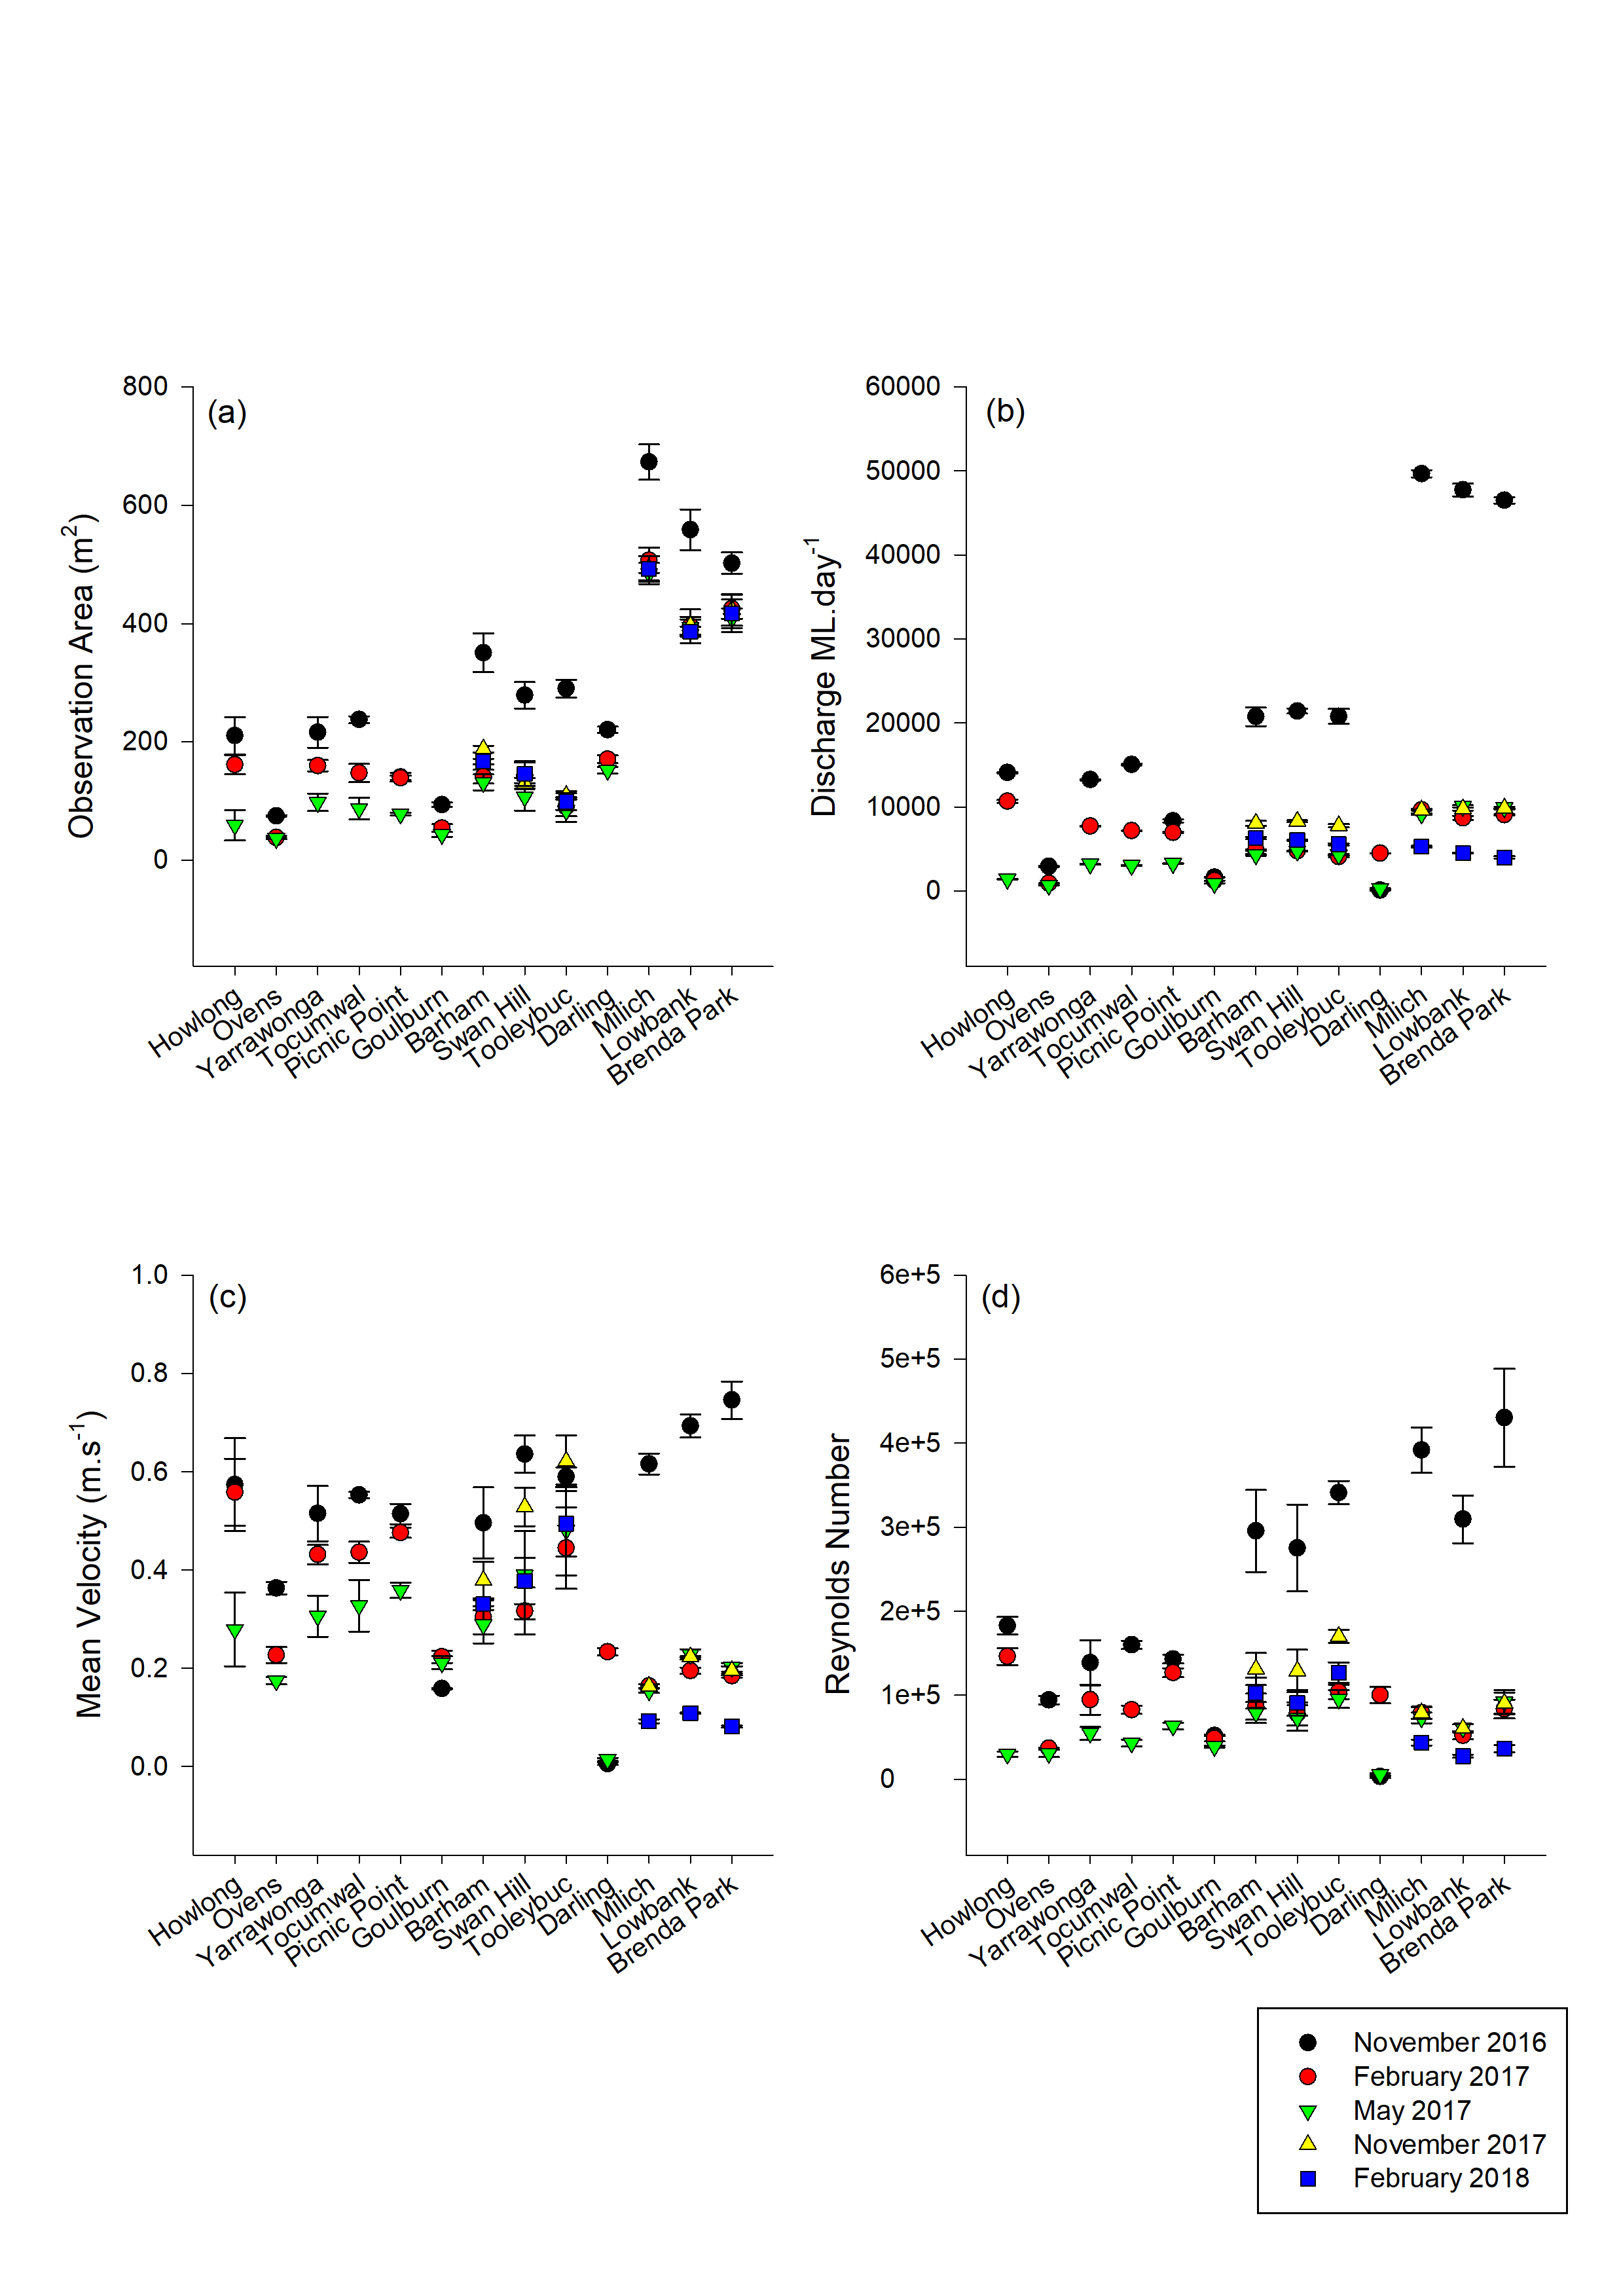 (a)
800
600
400
200
0
Observation Area (m2)
Howlong
Ovens
Yarrawonga
Tocumwal
Picnic Point
Goulburn
Barham
Swan Hill
Tooleybuc
Darling
Milich
Lowbank
Brenda Park
(b)
60000
50000
40000
30000
20000
10000
0
Discharge ML.day-1
Howlong
Ovens
Yarrawonga
Tocumwal
Picnic Point
Goulburn
Barham
Swan Hill
Tooleybuc
Darling
Milich
Lowbank
Brenda Park
(c)
1.0
0.8
0.6
0.4
0.2
0.0
Mean Velocity (m.s-1)
Howlong
Ovens
Yarrawonga
Tocumwal
Picnic Point
Goulburn
Barham
Swan Hill
Tooleybuc
Darling
Milich
Lowbank
Brenda Park
(d)
6e+5
5e+5
4e+5
3e+5
2e+5
1e+5
0
Reynolds Number
Howlong
Ovens
Yarrawonga
Tocumwal
Picnic Point
Goulburn
Barham
Swan Hill
Tooleybuc
Darling
Milich
Lowbank
Brenda Park
November 2016
February 2017
May 2017
November 2017
February 2018